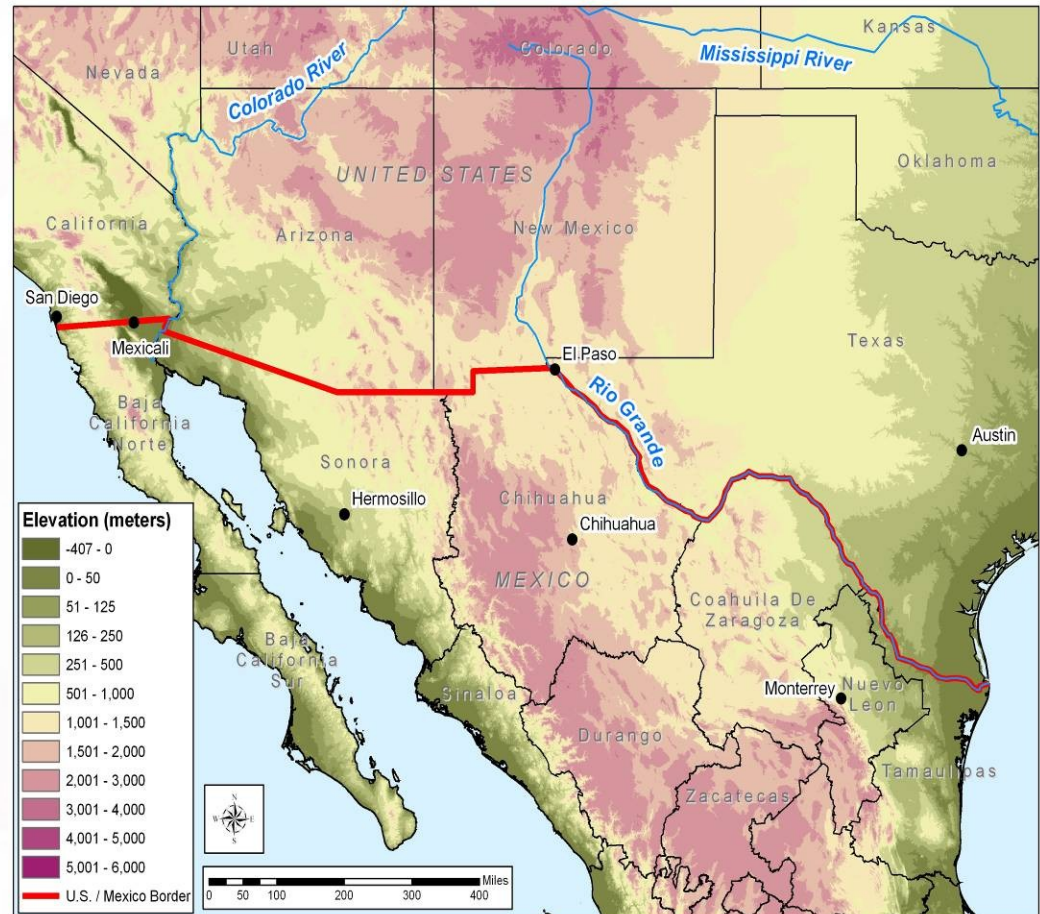 Kansas
Utah
Colorado
Nevada
Colorado River
Mississippi River
Oklahoma
UNITED STATES
California
Arizona
New Mexico
San Diego
Mexicali
El Paso
Texas
Rio Grande
Baja
California
Norte
Austin
Sonora
Hermosillo
Chihuahua
Chihuahua
MEXICO
Coahuila De
Zaragoza
Baja
California
Sur
Sinaloa
Monterrey
Nuevo
Leon
Durango
Tamaulipas
Zacatecas
Elevation (meters)
-407 - 0
0 - 50
51 - 125
126 - 250
251 - 500
501 - 1,000
1,001 - 1,500
1,501 - 2,000
2,001 - 3,000
3,001 - 4,000
4,001 - 5,000
5,001 - 6,000
U.S. / Mexico Border
N
W E
S
Miles
0 50 100 200 300 400